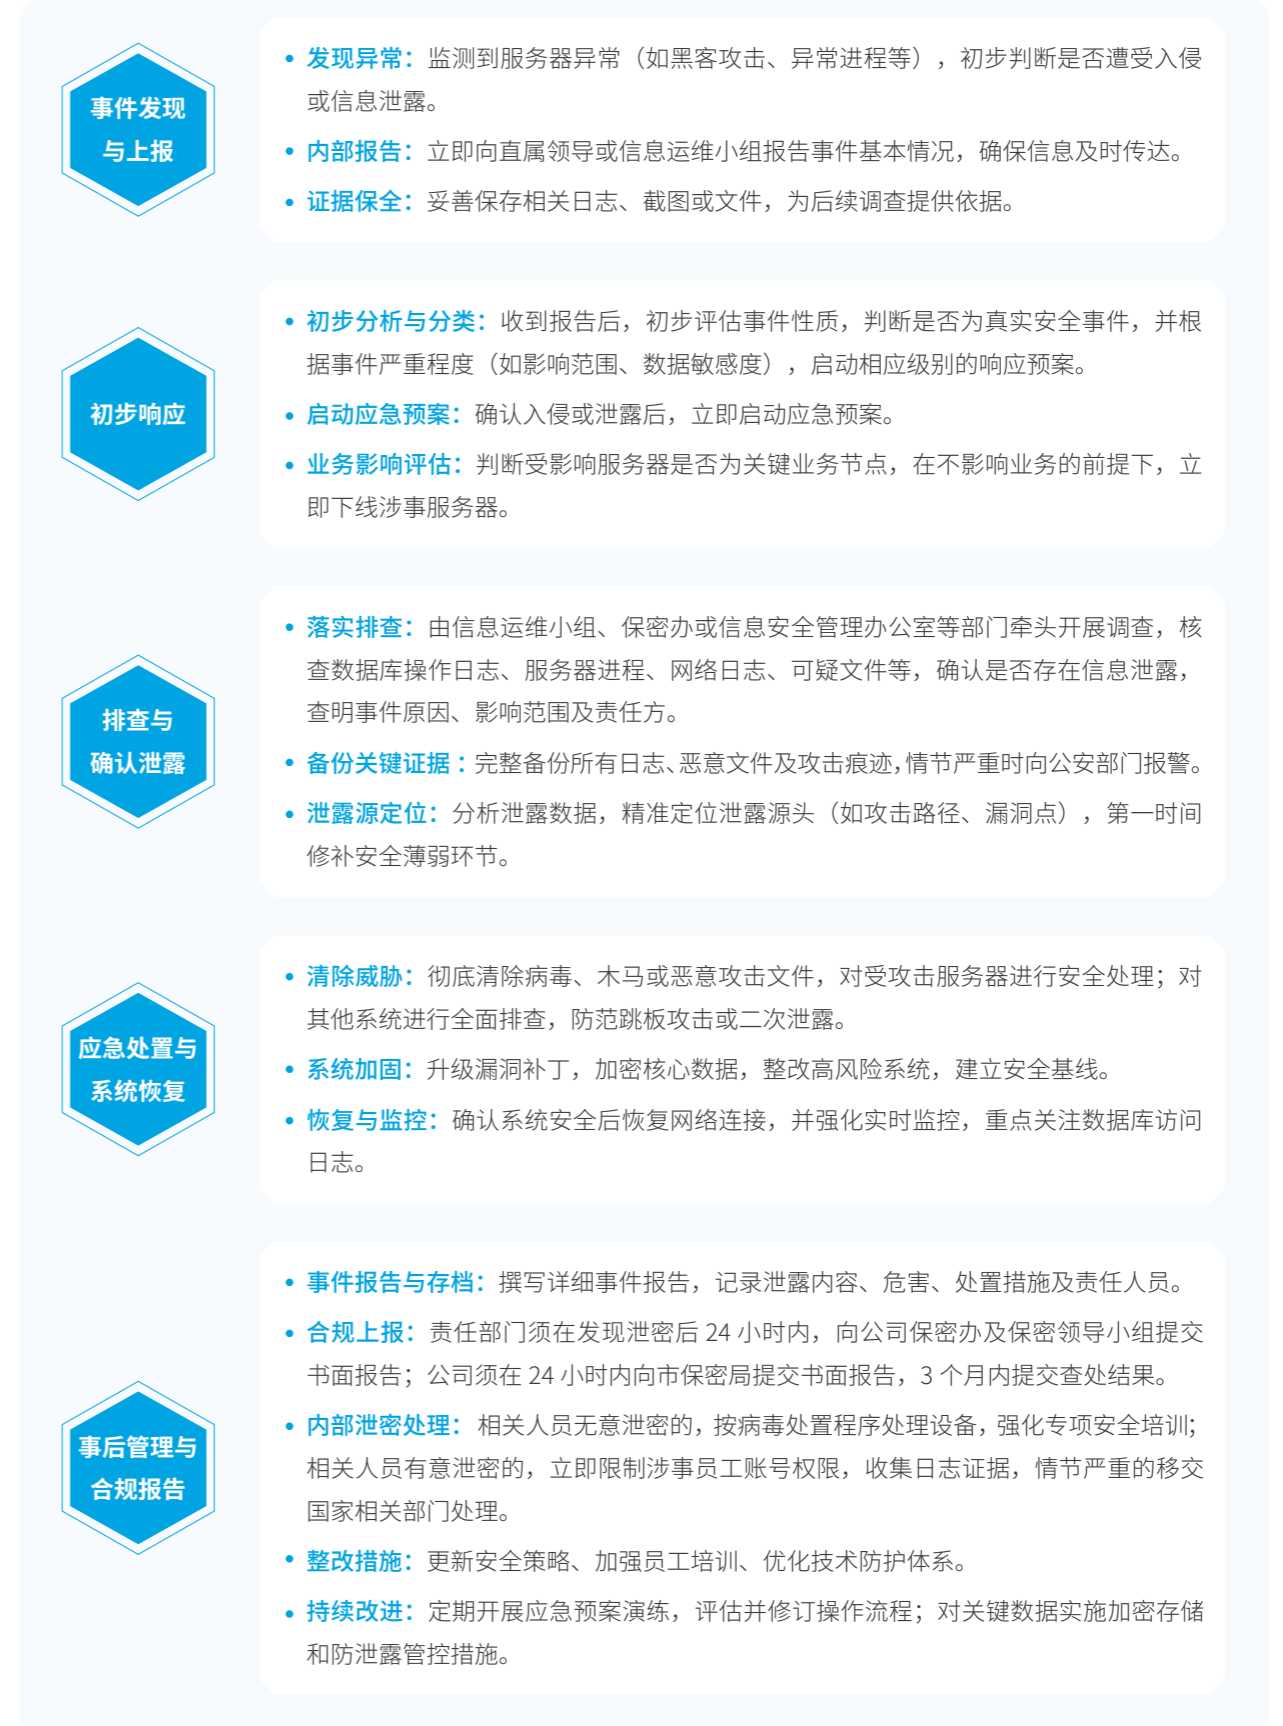 事件发现
与上报
• 发现异常：监测到服务器异常（如黑客攻击、异常进程等），初步判断是否遭受入侵
或信息泄露。
• 内部报告：立即向直属领导或信息运维小组报告事件基本情况，确保信息及时传达。
• 证据保全：妥善保存相关日志、截图或文件，为后续调查提供依据。
初步响应
• 初步分析与分类：收到报告后，初步评估事件性质，判断是否为真实安全事件，并根
据事件严重程度（如影响范围、数据敏感度），启动相应级别的响应预案。
• 启动应急预案：确认入侵或泄露后，立即启动应急预案。
• 业务影响评估：判断受影响服务器是否为关键业务节点，在不影响业务的前提下，立
即下线涉事服务器。
排查与
确认泄露
• 落实排查：由信息运维小组、保密办或信息安全管理办公室等部门牵头开展调查，核
查数据库操作日志、服务器进程、网络日志、可疑文件等，确认是否存在信息泄露，
查明事件原因、影响范围及责任方。
• 备份关键证据：完整备份所有日志、恶意文件及攻击痕迹，情节严重时向公安部门报警。
• 泄露源定位：分析泄露数据，精准定位泄露源头（如攻击路径、漏洞点），第一时间
修补安全薄弱环节。
应急处置与
系统恢复
• 清除威胁：彻底清除病毒、木马或恶意攻击文件，对受攻击服务器进行安全处理；对
其他系统进行全面排查，防范跳板攻击或二次泄露。
• 系统加固：升级漏洞补丁，加密核心数据，整改高风险系统，建立安全基线。
• 恢复与监控：确认系统安全后恢复网络连接，并强化实时监控，重点关注数据库访问
日志。
事后管理与
合规报告
• 事件报告与存档：撰写详细事件报告，记录泄露内容、危害、处置措施及责任人员。
• 合规上报：责任部门须在发现泄密后 24 小时内，向公司保密办及保密领导小组提交
书面报告；公司须在 24 小时内向市保密局提交书面报告，3 个月内提交查处结果。
• 内部泄密处理：相关人员无意泄密的，按病毒处置程序处理设备，强化专项安全培训；
相关人员有意泄密的，立即限制涉事员工账号权限，收集日志证据，情节严重的移交
国家相关部门处理。
• 整改措施：更新安全策略、加强员工培训、优化技术防护体系。
• 持续改进：定期开展应急预案演练，评估并修订操作流程；对关键数据实施加密存储
和防泄露管控措施。